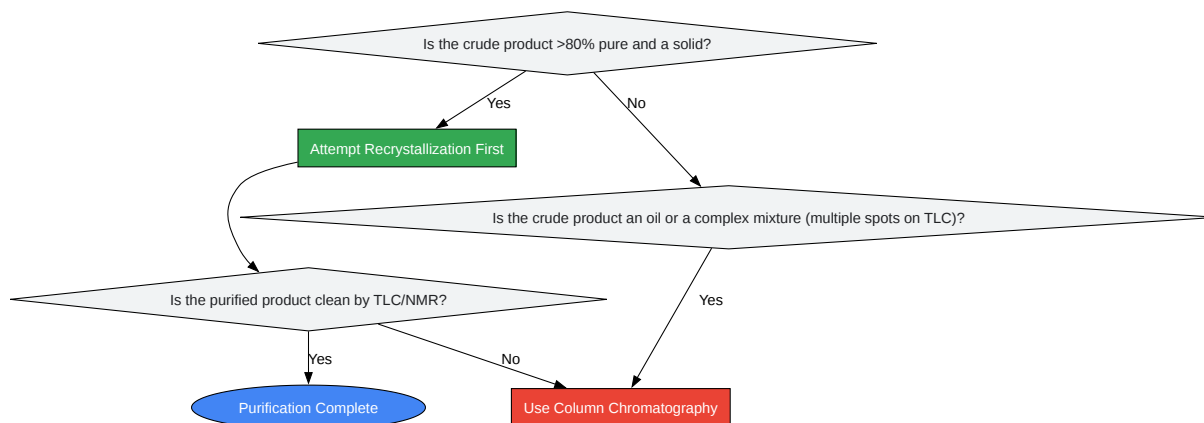 Is the crude product >80% pure and a solid?
Yes
No
Attempt Recrystallization First
Is the crude product an oil or a complex mixture (multiple spots on TLC)?
Is the purified product clean by TLC/NMR?
Yes
Yes
No
Purification Complete
Use Column Chromatography